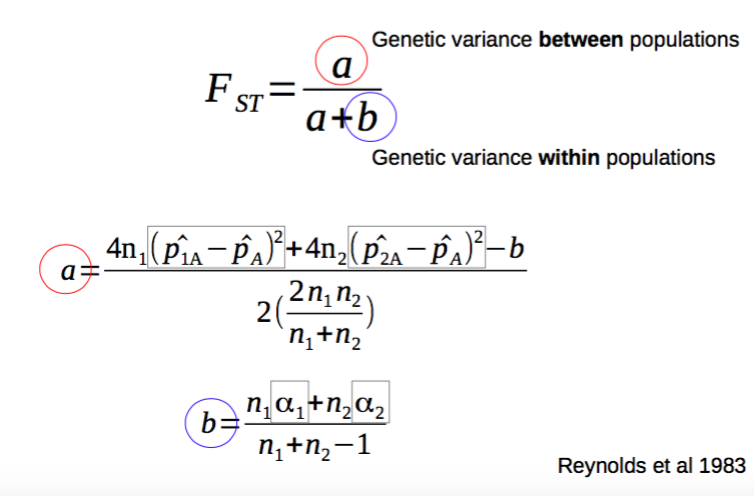 Genetic variance between populations
F_ST = a / (a+b)
Genetic variance within populations
a = (4n₁(p̂₁A − p̂A)² + 4n₂(p̂₂A − p̂A)² − b) / (2(2n₁n₂ / (n₁+n₂)))
b = (n₁α₁ + n₂α₂) / (n₁+n₂−1)
Reynolds et al 1983